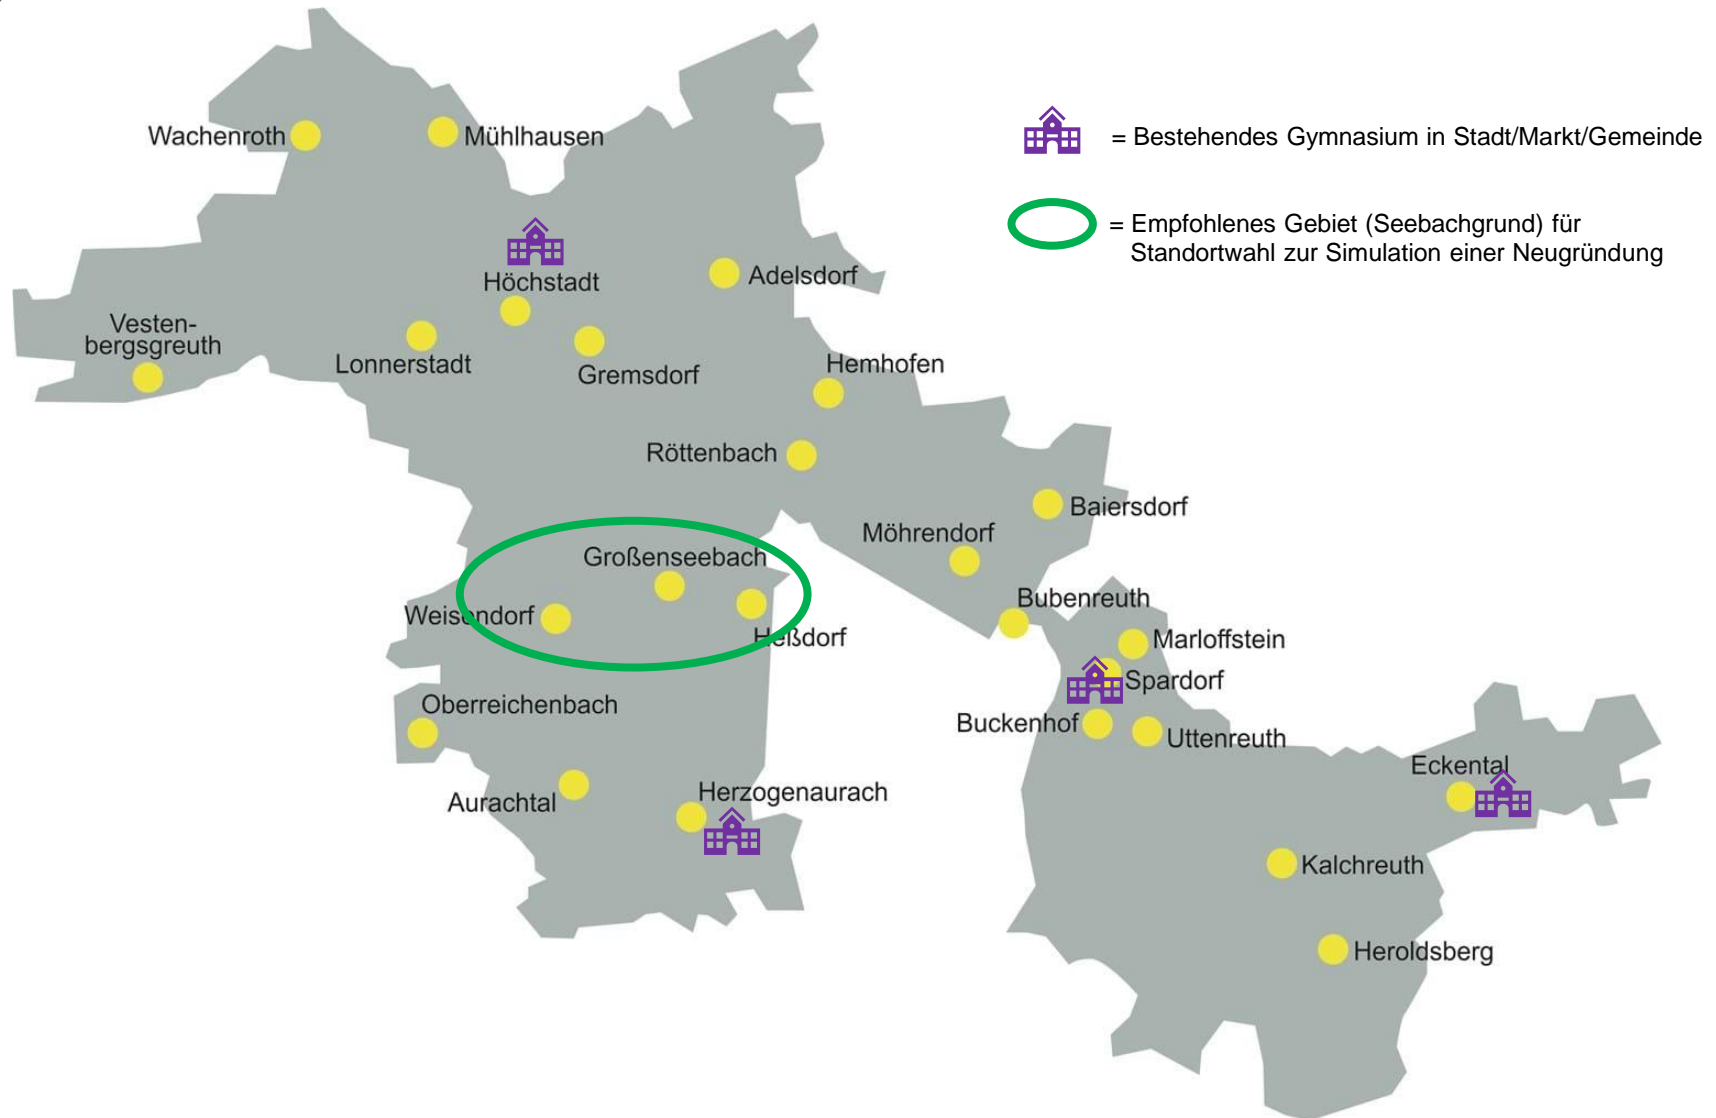 Wachenroth
Mühlhausen
= Bestehendes Gymnasium in Stadt/Markt/Gemeinde
= Empfohlenes Gebiet (Seebachgrund) für
Standortwahl zur Simulation einer Neugründung
Höchstadt
Adelsdorf
Vesten-
bergsgreuth
Lonnerstadt
Gremsdorf
Hemhofen
Röttenbach
Baiersdorf
Möhrendorf
Großenseebach
Weisendorf
Heßdorf
Bubenreuth
Marloffstein
Spardorf
Buckenhof
Uttenreuth
Oberreichenbach
Aurachtal
Herzogenaurach
Eckental
Kalchreuth
Heroldsberg